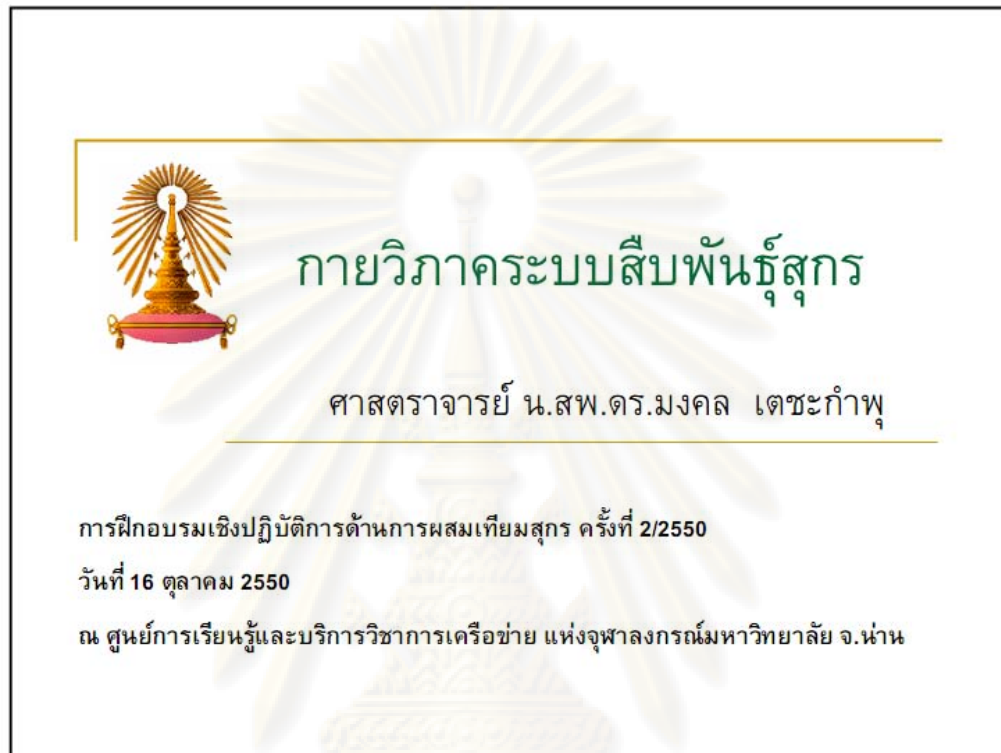 กายวิภาคระบบสืบพันธุ์สุกร
ศาสตราจารย์ น.สพ.ดร.มงคล เตชะกำพุ
การฝึกอบรมเชิงปฏิบัติการด้านการผสมเทียมสุกร ครั้งที่ 2/2550
วันที่ 16 ตุลาคม 2550
ณ ศูนย์การเรียนรู้และบริการวิชาการเครือข่าย แห่งจุฬาลงกรณ์มหาวิทยาลัย จ.น่าน